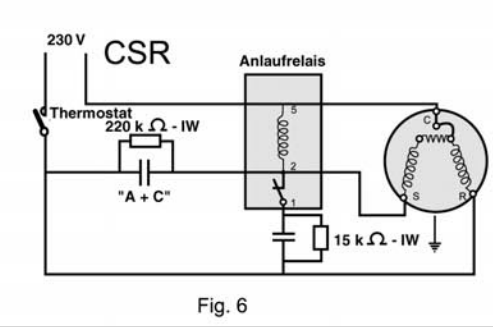 230 V
CSR
Anlaufrelais
Thermostat
220 k Ω - IW
5
C
2
"A + C"
S
R
1
15 k Ω - IW
Fig. 6